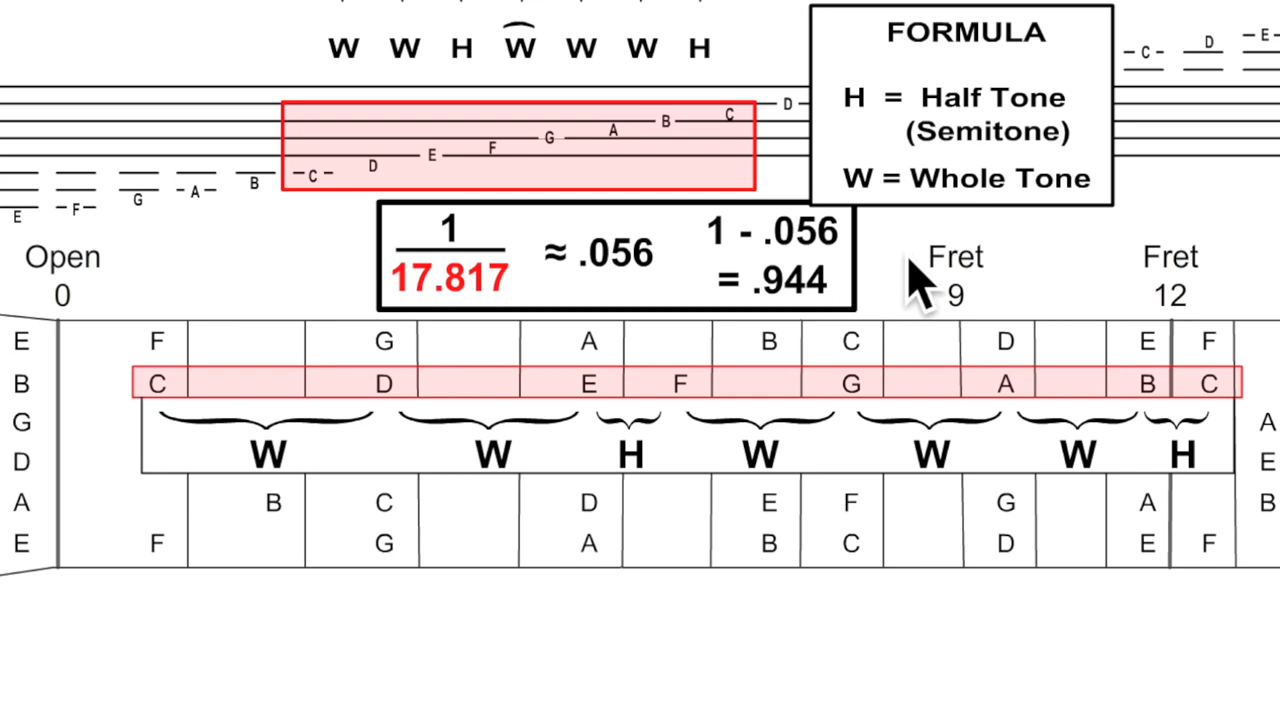 W W H W W W H
FORMULA
H = Half Tone
(Semitone)
W = Whole Tone
E F G A B C D E F G A B C D
C D E
1
17.817
≈ .056
1 - .056
= .944
Open
0
Fret
9
Fret
12
E F G A B C D E F
B C D E F G A B C
G A
D W W H W W W H E
A B C D E F G A B
E F G A B C D E F